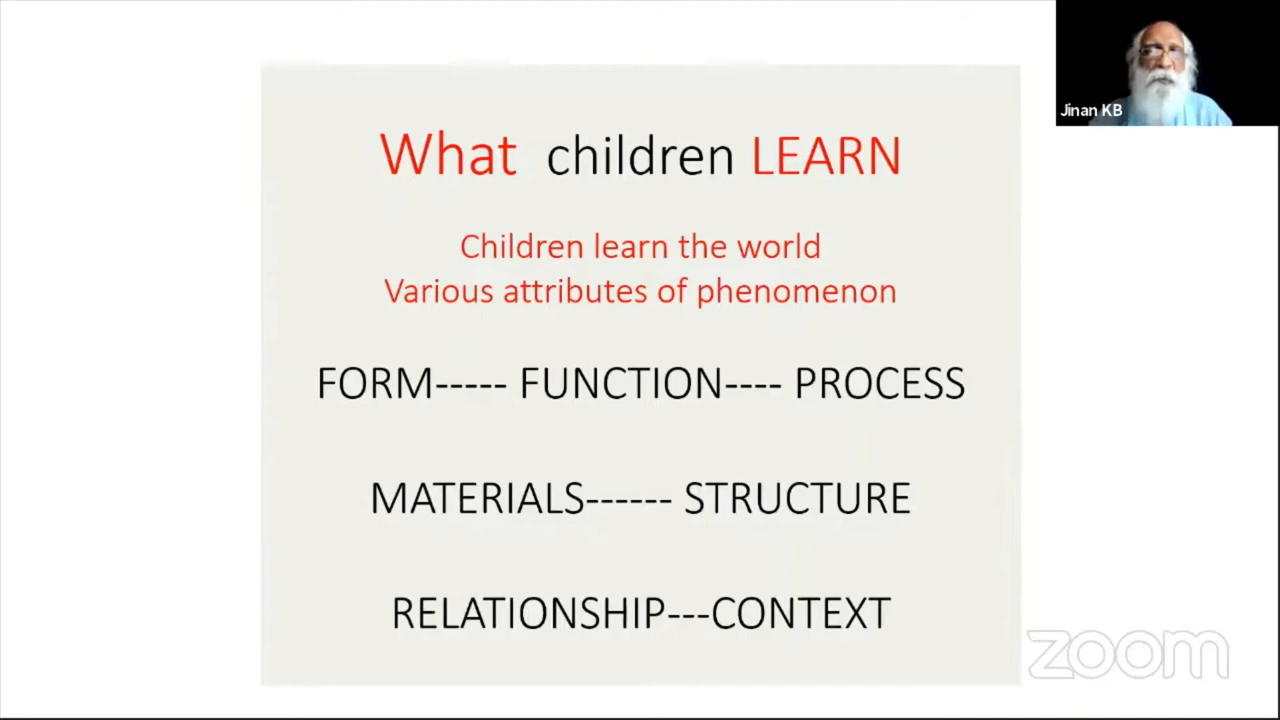 What children LEARN
Children learn the world
Various attributes of phenomenon
FORM----- FUNCTION---- PROCESS
MATERIALS------ STRUCTURE
RELATIONSHIP---CONTEXT
Jinan KB
zoom